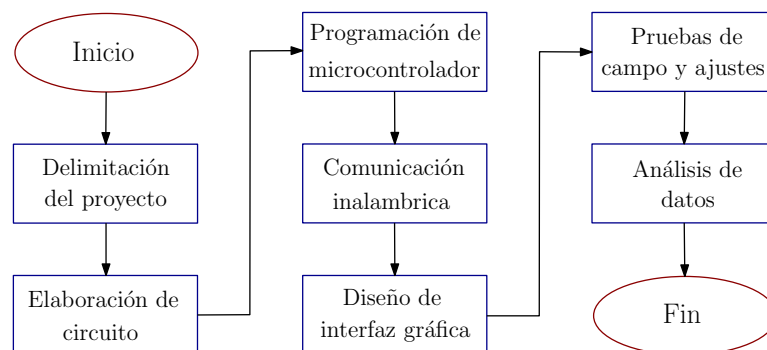 Inicio
Delimitación
del proyecto
Elaboración de
circuito
Programación de
microcontrolador
Comunicación
inalambrica
Diseño de
interfaz gráfica
Pruebas de
campo y ajustes
Análisis de
datos
Fin